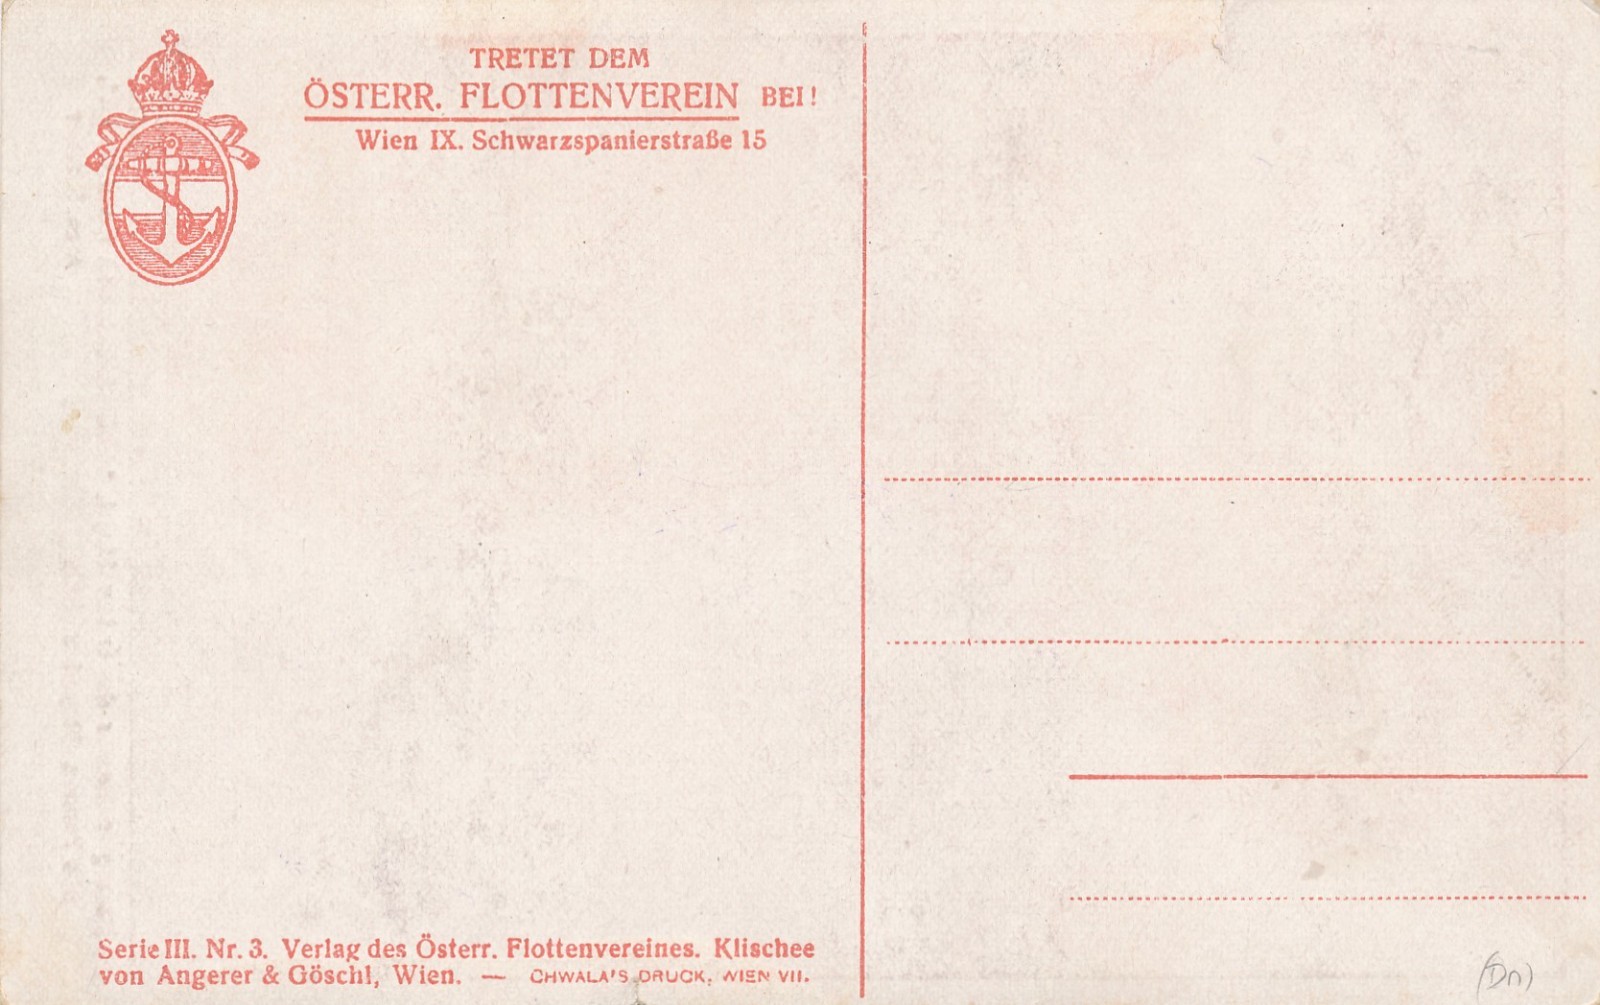 TRETET DEM
ÖSTERR. FLOTTENVEREIN BEI!
Wien IX. Schwarzspanierstraße 15
Serie III. Nr. 3. Verlag des Österr. Flottenvereines. Klischee
von Angerer & Göschl, Wien. — CHWALA'S DRUCK, WIEN VII.
(Dn)